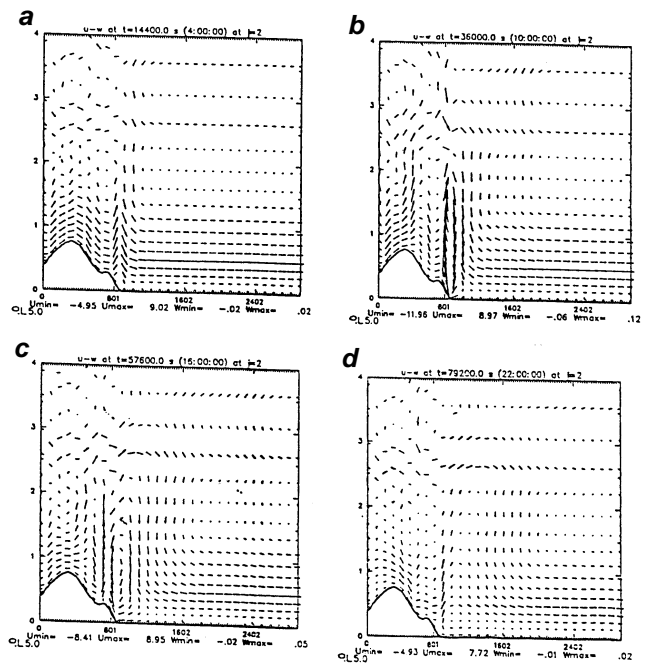 a
u-w at t=14400.0 s (4:00:00) at j=2
4
3
2
1
0
0 801 1602 2402
Umin= -4.95 Umax= 9.02 Wmin= -.02 Wmax= .02
b
u-w at t=36000.0 s (10:00:00) at j=2
4
3
2
1
0
0 801 1602 2402
Umin= -11.96 Umax= 8.97 Wmin= -.06 Wmax= .12
c
u-w at t=57600.0 s (16:00:00) at j=2
4
3
2
1
0
0 801 1602 2402
Umin= -8.41 Umax= 8.95 Wmin= -.02 Wmax= .05
d
u-w at t=79200.0 s (22:00:00) at j=2
4
3
2
1
0
0 801 1602 2402
Umin= -4.93 Umax= 7.72 Wmin= -.01 Wmax= .02